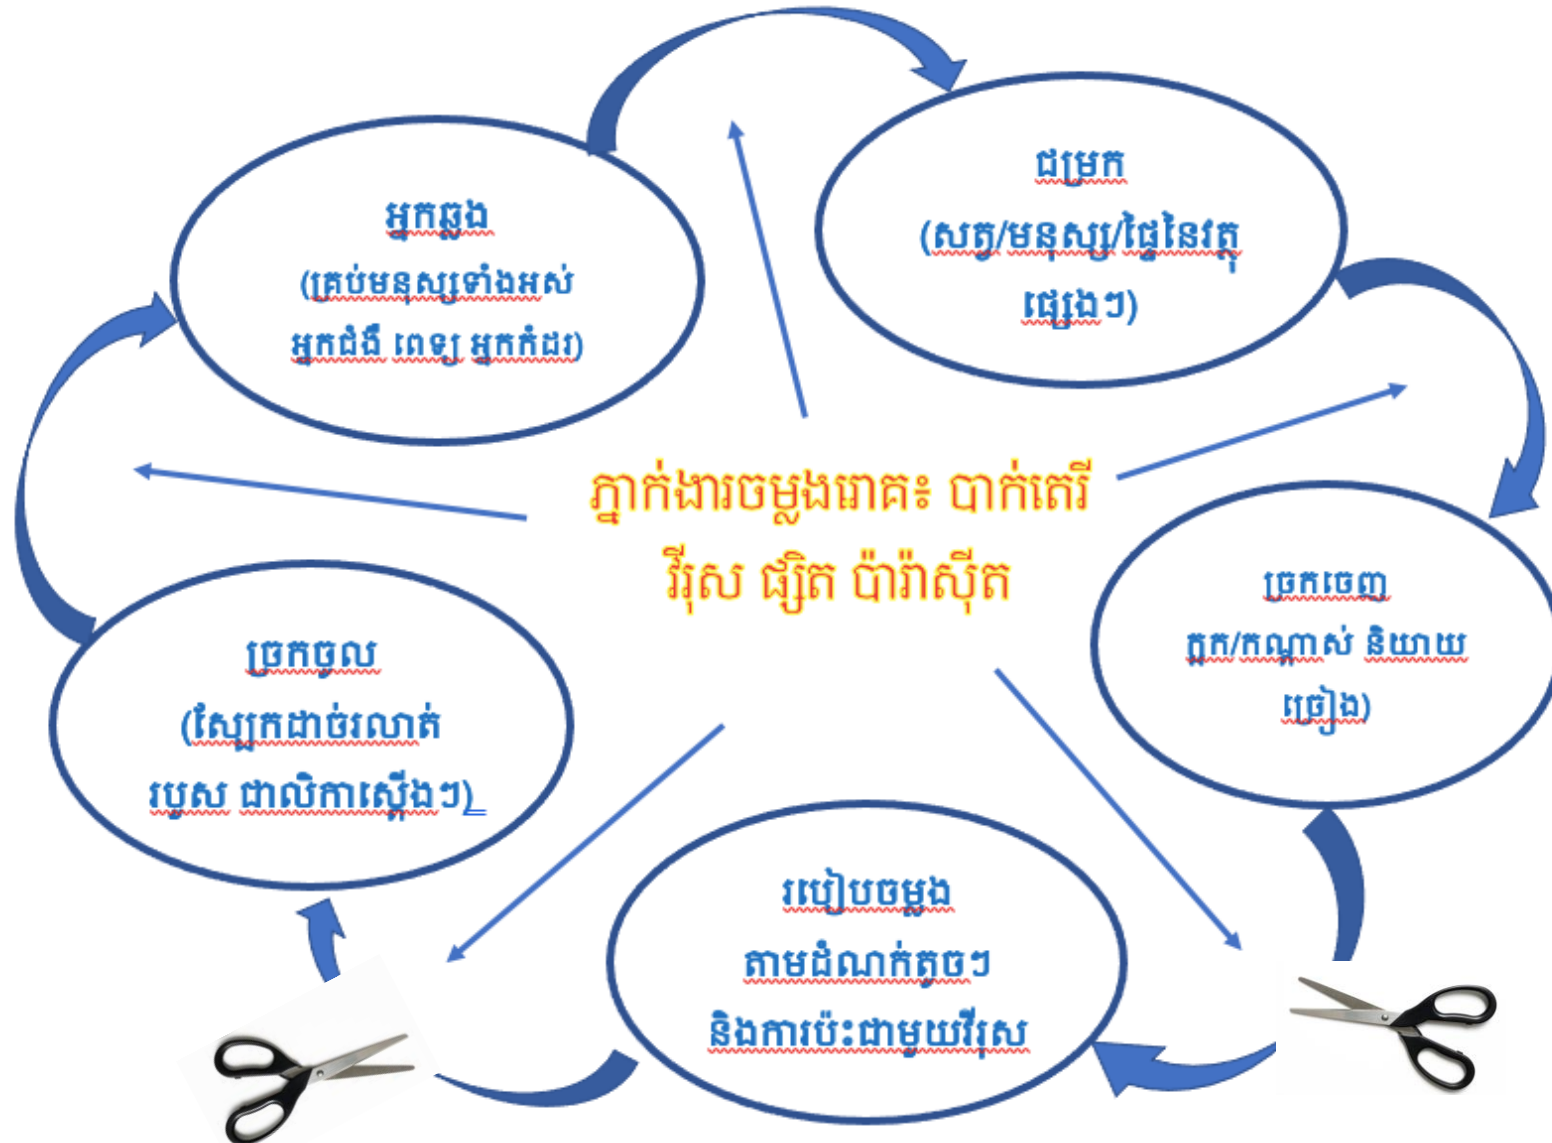 អ្នកឆ្លង
(គ្រប់មនុស្សទាំងអស់
អ្នកជំងឺ ពេទ្យ អ្នកកំដរ)
ជម្រក
(សត្វ/មនុស្ស/ផ្ទៃនៃវត្ថុ
ផ្សេងៗ)
ភ្នាក់ងារចម្លងរោគ៖ បាក់តេរី
វីរុស ផ្សិត ប៉ារ៉ាស៊ីត
ច្រកចេញ
ក្អក/កណ្តាស់ និយាយ
ច្រៀង)
ច្រកចូល
(ស្បែកដាច់រលាត់
របួស ជាលិកាស្តើងៗ)
របៀបចម្លង
តាមដំណក់តូចៗ
និងការប៉ះជាមួយវីរុស